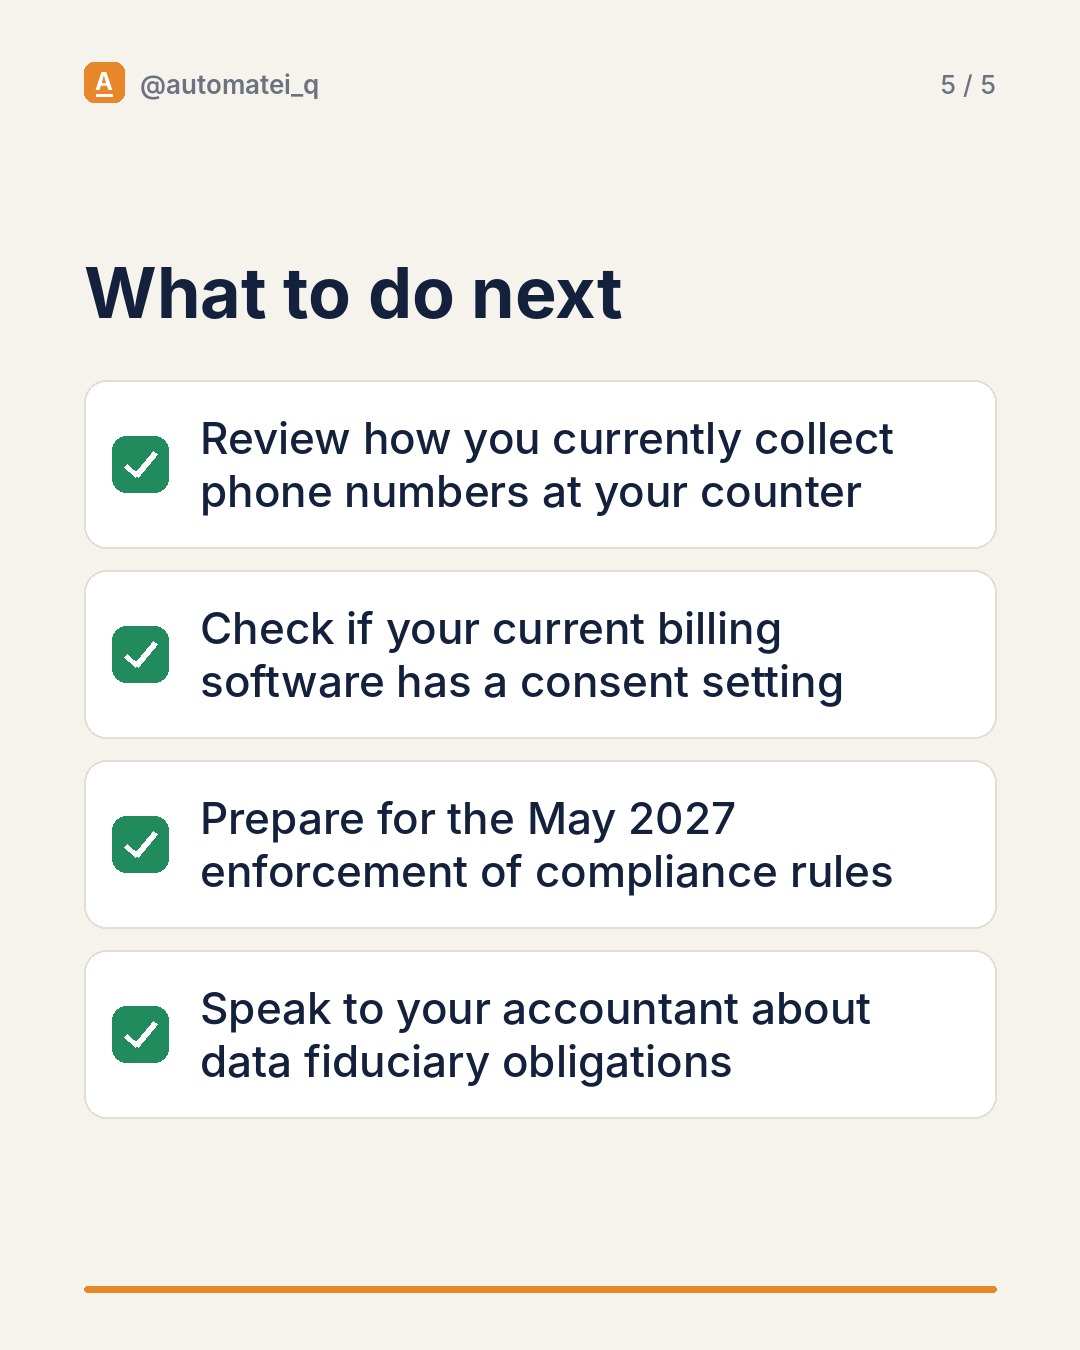 A @automatei_q
5 / 5
What to do next
Review how you currently collect
phone numbers at your counter
Check if your current billing
software has a consent setting
Prepare for the May 2027
enforcement of compliance rules
Speak to your accountant about
data fiduciary obligations